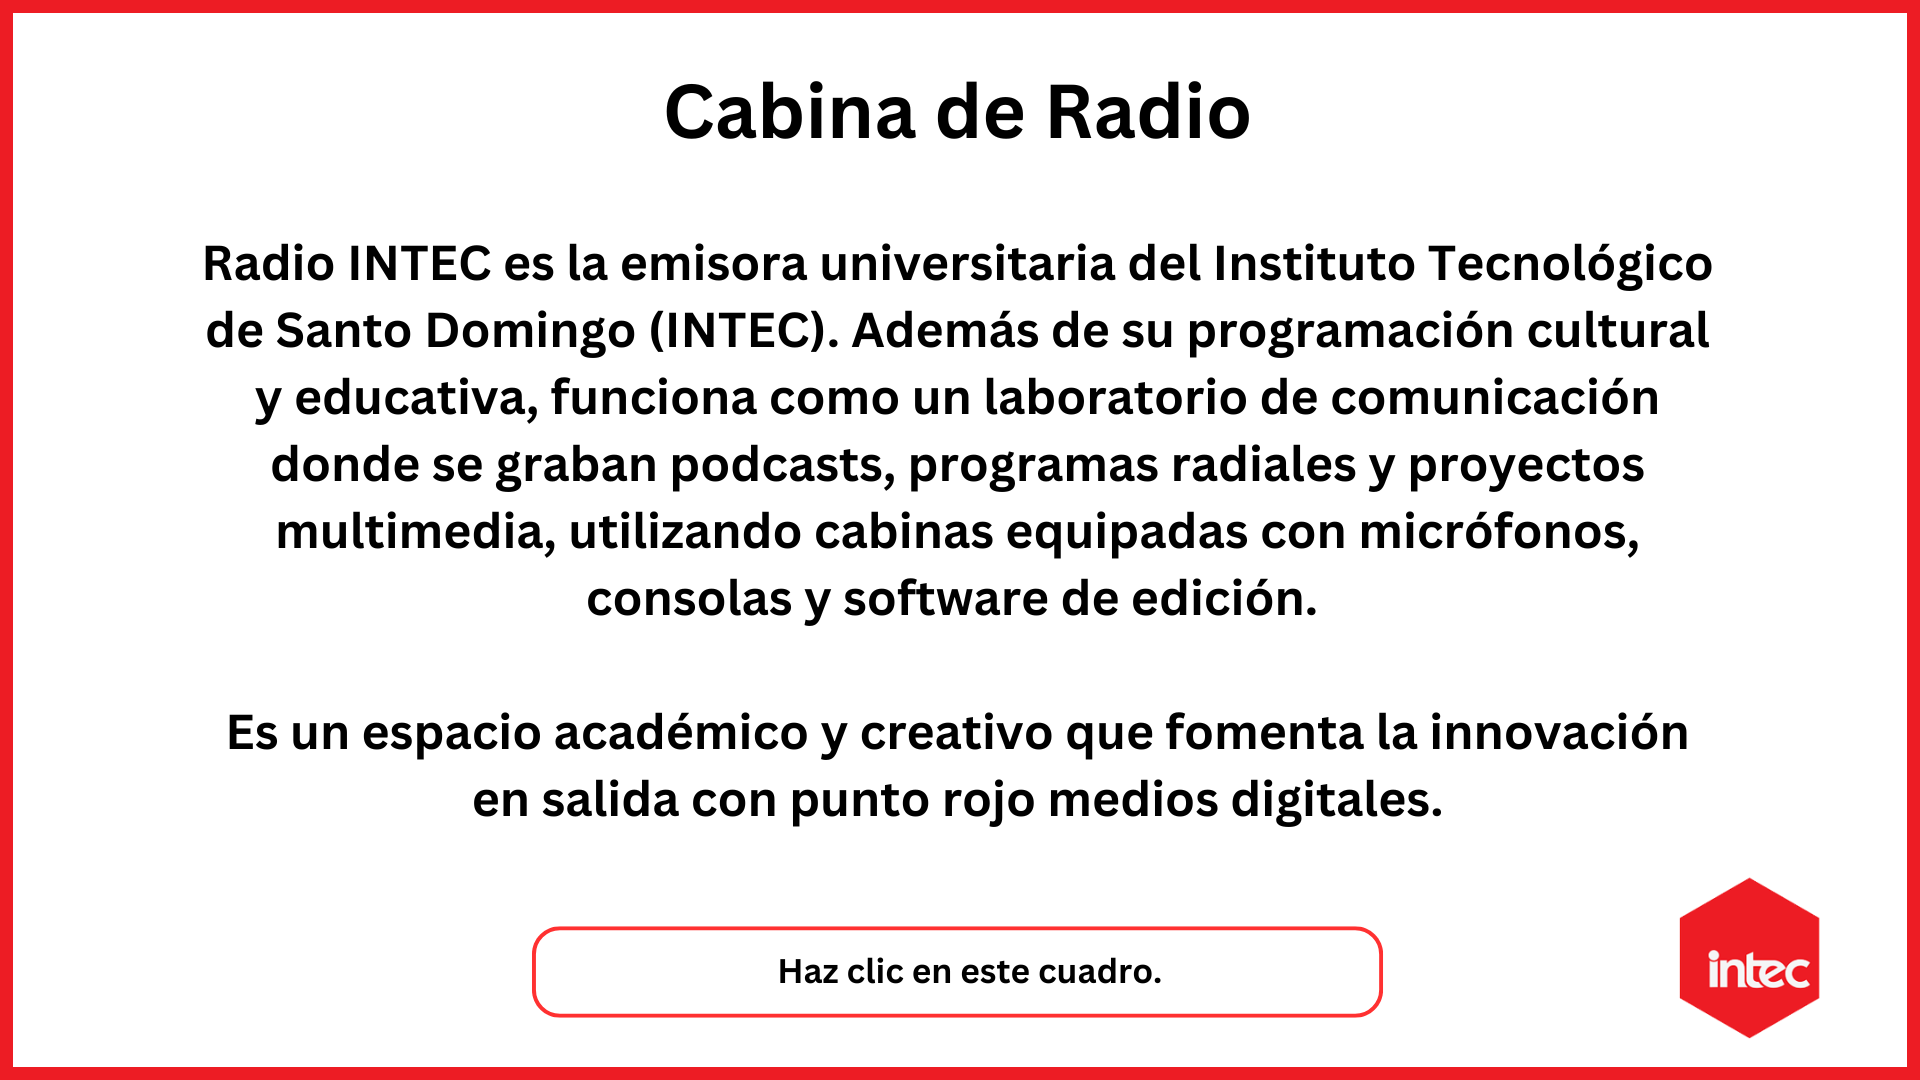 Cabina de Radio
Radio INTEC es la emisora universitaria del Instituto Tecnológico
de Santo Domingo (INTEC). Además de su programación cultural
y educativa, funciona como un laboratorio de comunicación
donde se graban podcasts, programas radiales y proyectos
multimedia, utilizando cabinas equipadas con micrófonos,
consolas y software de edición.
Es un espacio académico y creativo que fomenta la innovación
en salida con punto rojo medios digitales.
Haz clic en este cuadro.
intec